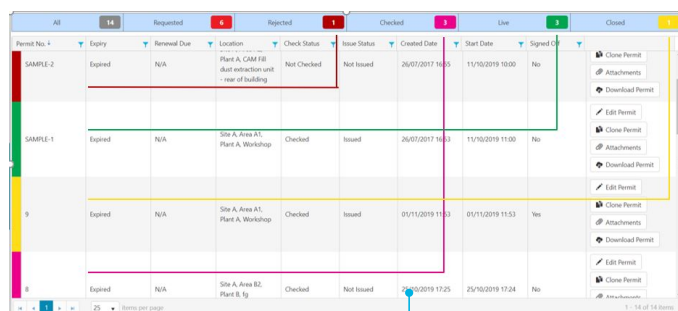 All 14 Requested 6 Rejected 1 Checked 3 Live 3 Closed 1
Permit No. Expiry Renewal Due Location Check Status Issue Status Created Date Start Date Signed Off
SAMPLE-2 Expired N/A Plant A, CAM Fill dust extraction unit - rear of building Not Checked Not Issued 26/07/2017 16:55 11/10/2019 10:00 No
Clone Permit
Attachments
Download Permit
SAMPLE-1 Expired N/A Site A, Area A1, Plant A, Workshop Checked Issued 26/07/2017 16:53 11/10/2019 11:00 No
Edit Permit
Clone Permit
Attachments
Download Permit
9 Expired N/A Site A, Area A1, Plant A, Workshop Checked Issued 01/11/2019 11:53 01/11/2019 11:53 Yes
Edit Permit
Clone Permit
Attachments
Download Permit
8 Expired N/A Site A, Area B2, Plant B, fg Checked Not Issued 25/10/2019 17:25 25/10/2019 17:24 No
Edit Permit
Clone Permit
Attachments
1 25 items per page 1 - 14 of 14 items